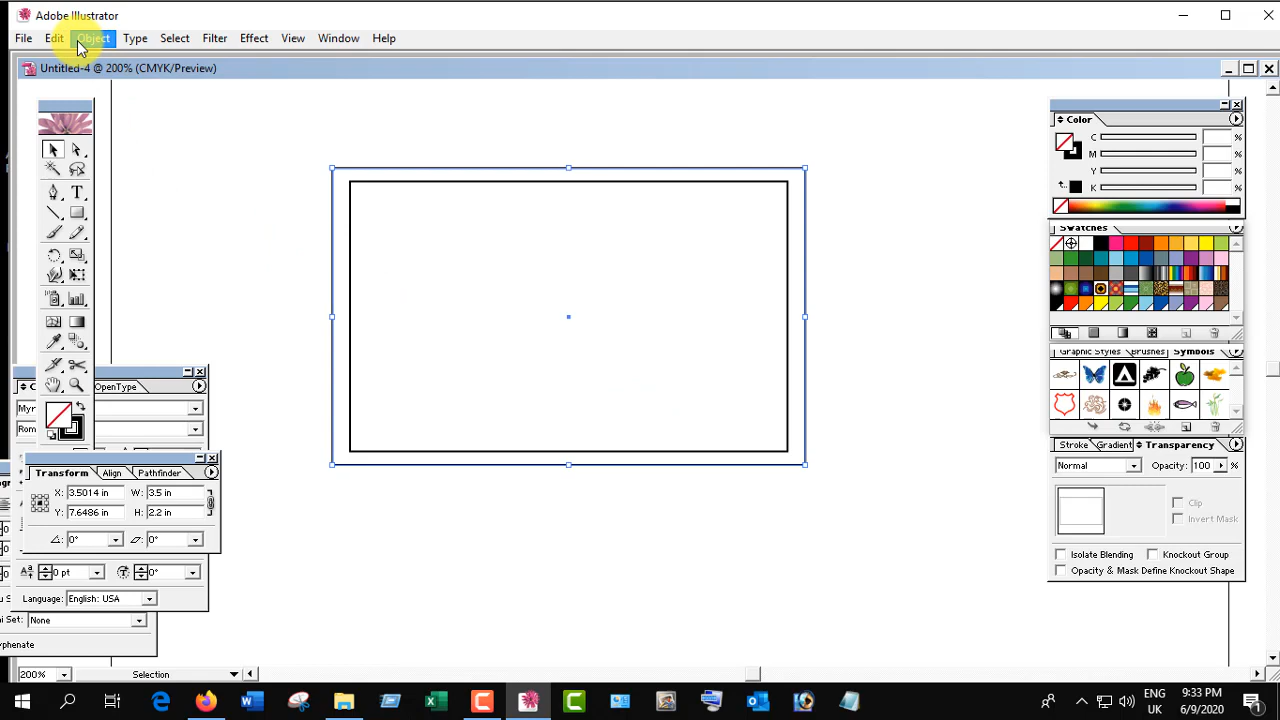 Adobe Illustrator
File Edit Object Type Select Filter Effect View Window Help
Untitled-4 @ 200% (CMYK/Preview)
Color
C %
M %
Y %
K %
Swatches
Graphic Styles Brushes Symbols
OpenType
Myr
Rom
Transform Align Pathfinder
X: 3.5014 in W: 3.5 in
Y: 7.6486 in H: 2.2 in
0° 0°
0 pt 0°
Language: English: USA
None
yphenate
Stroke Gradient Transparency
Normal Opacity: 100 %
Clip
Invert Mask
Isolate Blending Knockout Group
Opacity & Mask Define Knockout Shape
200% Selection
ENG
UK
9:33 PM
6/9/2020